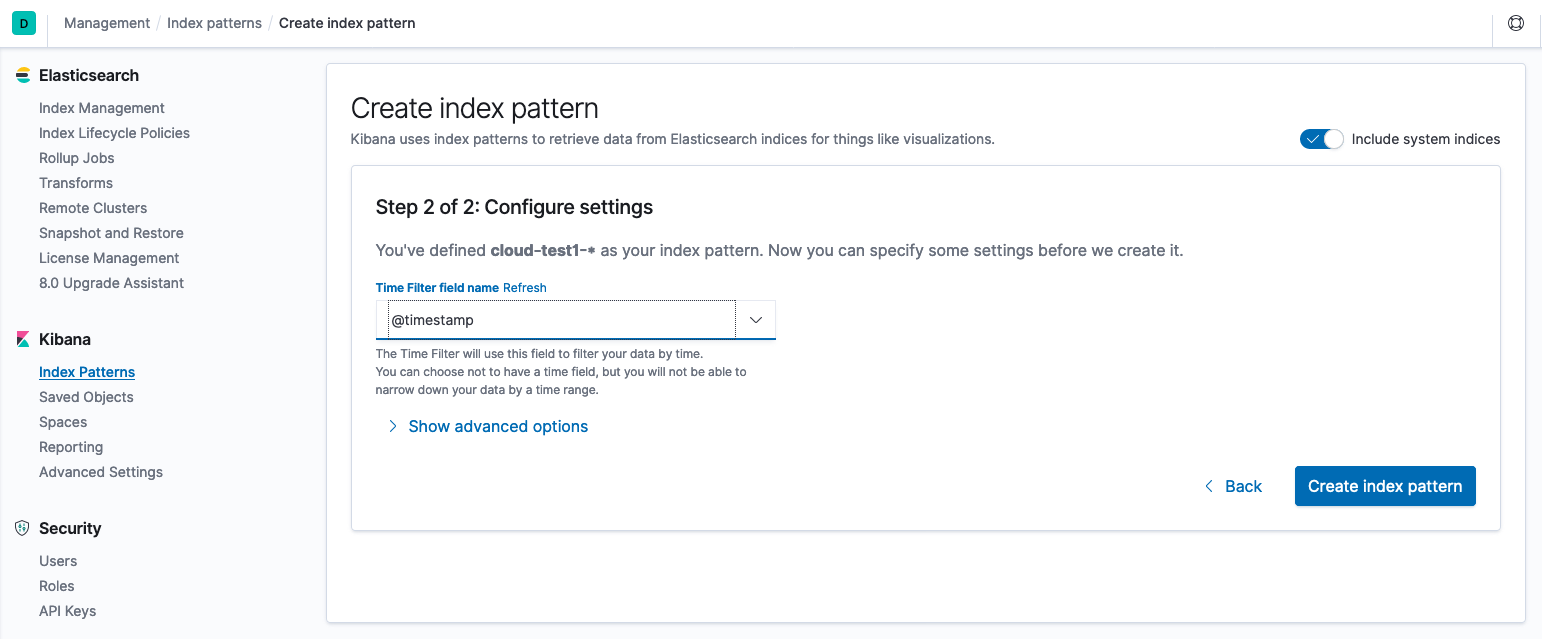 D
Management / Index patterns / Create index pattern
Elasticsearch
Index Management
Index Lifecycle Policies
Rollup Jobs
Transforms
Remote Clusters
Snapshot and Restore
License Management
8.0 Upgrade Assistant
Kibana
Index Patterns
Saved Objects
Spaces
Reporting
Advanced Settings
Security
Users
Roles
API Keys
Create index pattern
Kibana uses index patterns to retrieve data from Elasticsearch indices for things like visualizations.
Include system indices
Step 2 of 2: Configure settings
You've defined cloud-test1-* as your index pattern. Now you can specify some settings before we create it.
Time Filter field name Refresh
@timestamp
The Time Filter will use this field to filter your data by time.
You can choose not to have a time field, but you will not be able to
narrow down your data by a time range.
Show advanced options
Back
Create index pattern